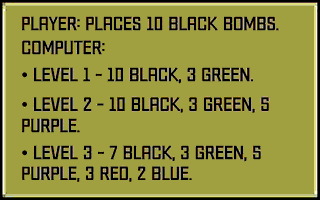 PLAYER: PLACES 10 BLACK BOMBS.
COMPUTER:
• LEVEL 1 - 10 BLACK, 3 GREEN.
• LEVEL 2 - 10 BLACK, 3 GREEN, 5
PURPLE.
• LEVEL 3 - 7 BLACK, 3 GREEN, 5
PURPLE, 3 RED, 2 BLUE.